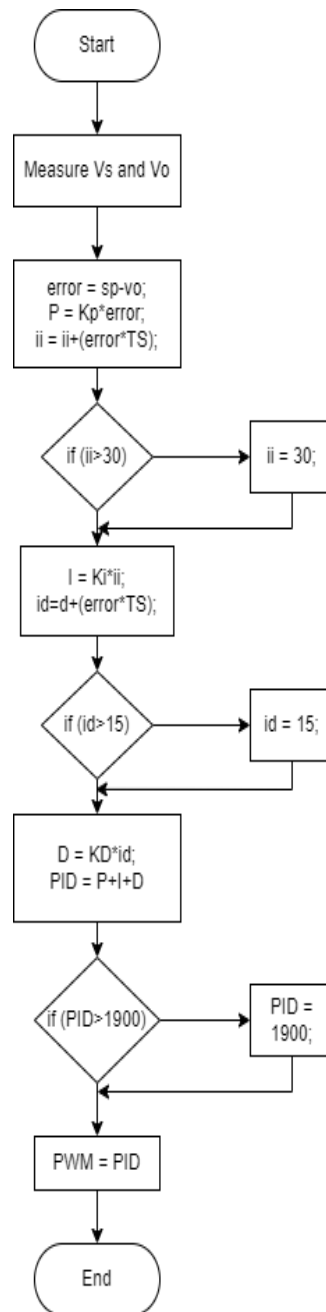 Start
Measure Vs and Vo
error = sp-vo;
P = Kp*error;
ii = ii+(error*TS);
if (ii>30)
ii = 30;
I = Ki*ii;
id=d+(error*TS);
if (id>15)
id = 15;
D = KD*id;
PID = P+I+D
if (PID>1900)
PID =
1900;
PWM = PID
End